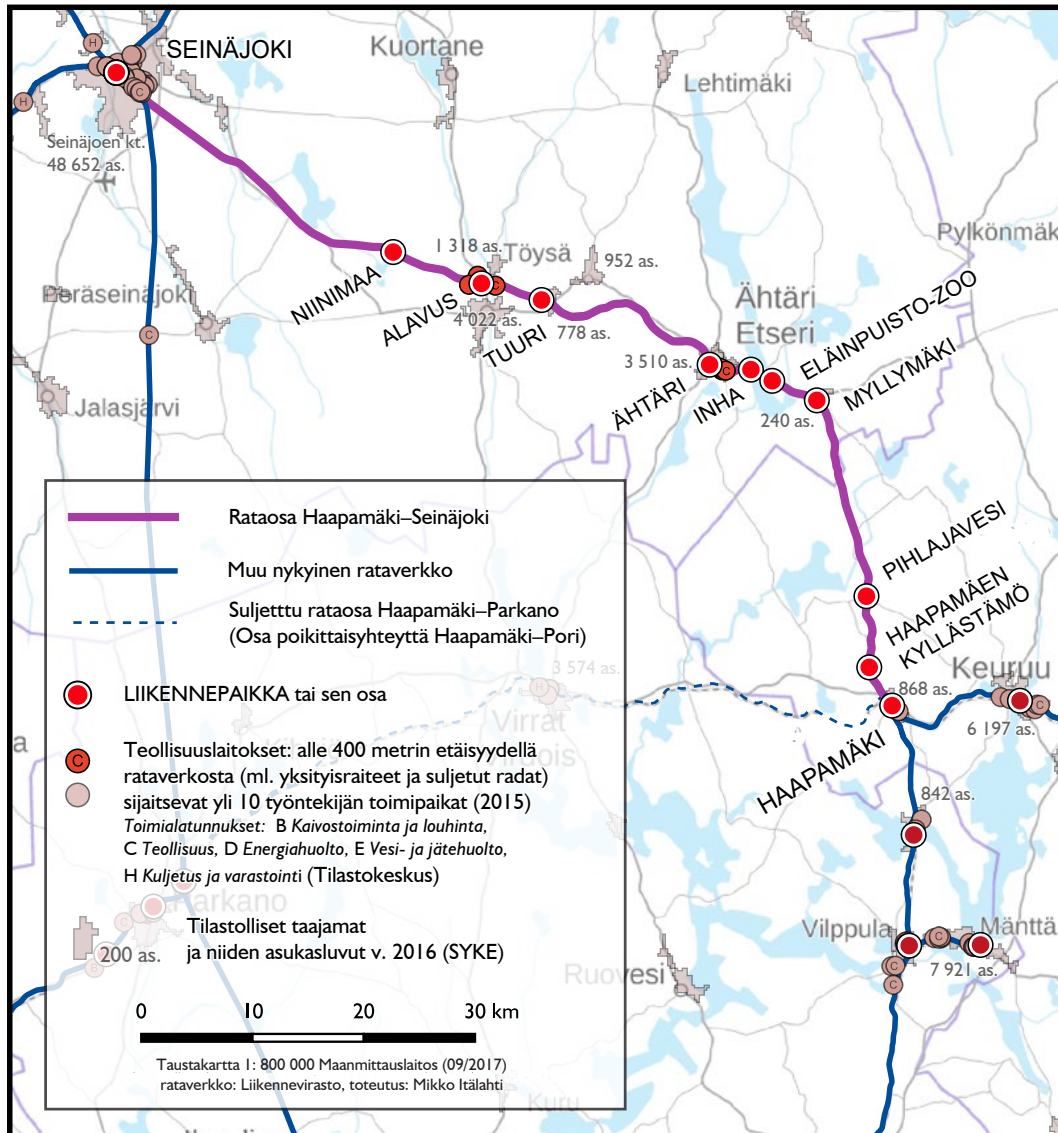 SEINÄJOKI
Kuortane
Lehtimäki
Seinäjoen kt.
48 652 as.
H
H
C
Pylkönmäk
1 318 as.
Töysä
952 as.
Peräseinäjoki
NIINIMAA
ALAVUS
4 022 as.
TUURI
778 as.
C
Ähtäri
Etseri
ELÄINPUISTO-ZOO
3 510 as.
ÄHTÄRI
INHA
240 as.
MYLLYMÄKI
C
C
Jalasjärvi
Rataosa Haapamäki–Seinäjoki
Muu nykyinen rataverkko
Suljetttu rataosa Haapamäki–Parkano
(Osa poikittaisyhteyttä Haapamäki–Pori)
LIIKENNEPAIKKA tai sen osa
C
Teollisuuslaitokset: alle 400 metrin etäisyydellä
rataverkosta (ml. yksityisraiteet ja suljetut radat)
sijaitsevat yli 10 työntekijän toimipaikat (2015)
Toimialatunnukset: B Kaivostoiminta ja louhinta,
C Teollisuus, D Energiahuolto, E Vesi- ja jätehuolto,
H Kuljetus ja varastointi (Tilastokeskus)
Tilastolliset taajamat
ja niiden asukasluvut v. 2016 (SYKE)
200 as.
0 10 20 30 km
Taustakartta 1: 800 000 Maanmittauslaitos (09/2017)
rataverkko: Liikennevirasto, toteutus: Mikko Itälahti
PIHLAJAVESI
HAAPAMÄEN
KYLLÄSTÄMÖ
3 574 as.
H
Virrat
Virdois
868 as.
HAAPAMÄKI
Keuruu
6 197 as.
C
842 as.
Vilppula
Mänttä
C
C
C
C
7 921 as.
Ruovesi
Parkano
C
B
Kuru